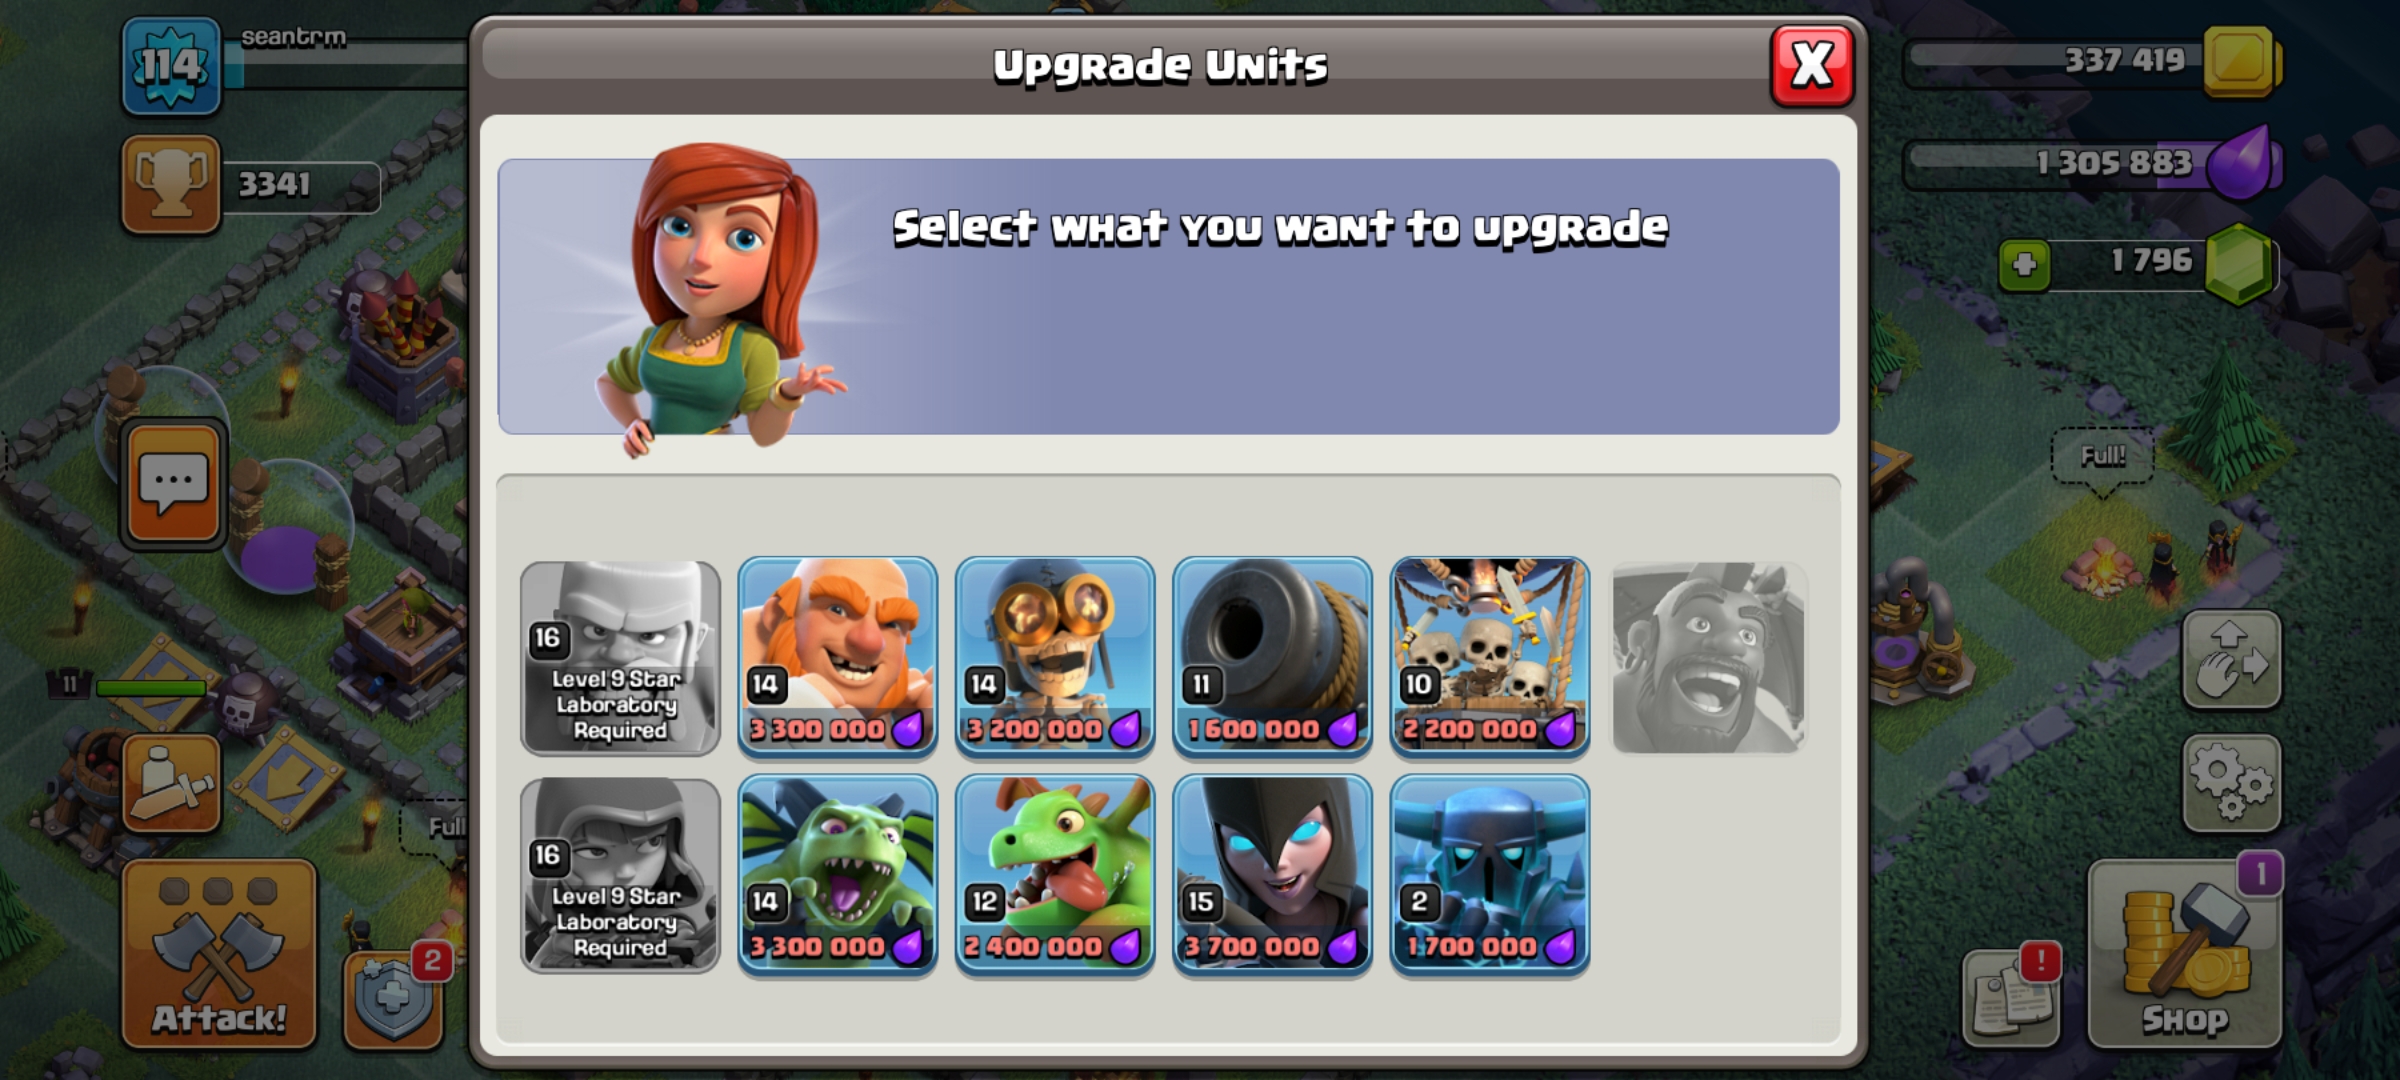 114
seantrm
Upgrade Units
X
337 419
3341
1 305 883
Select what you want to upgrade
1 796
Full!
16
Level 9 Star
Laboratory
Required
14
3 300 000
14
3 200 000
11
1 600 000
10
2 200 000
11
16
Level 9 Star
Laboratory
Required
14
3 300 000
12
2 400 000
15
3 700 000
2
1 700 000
Full
Attack!
2
!
1
Shop